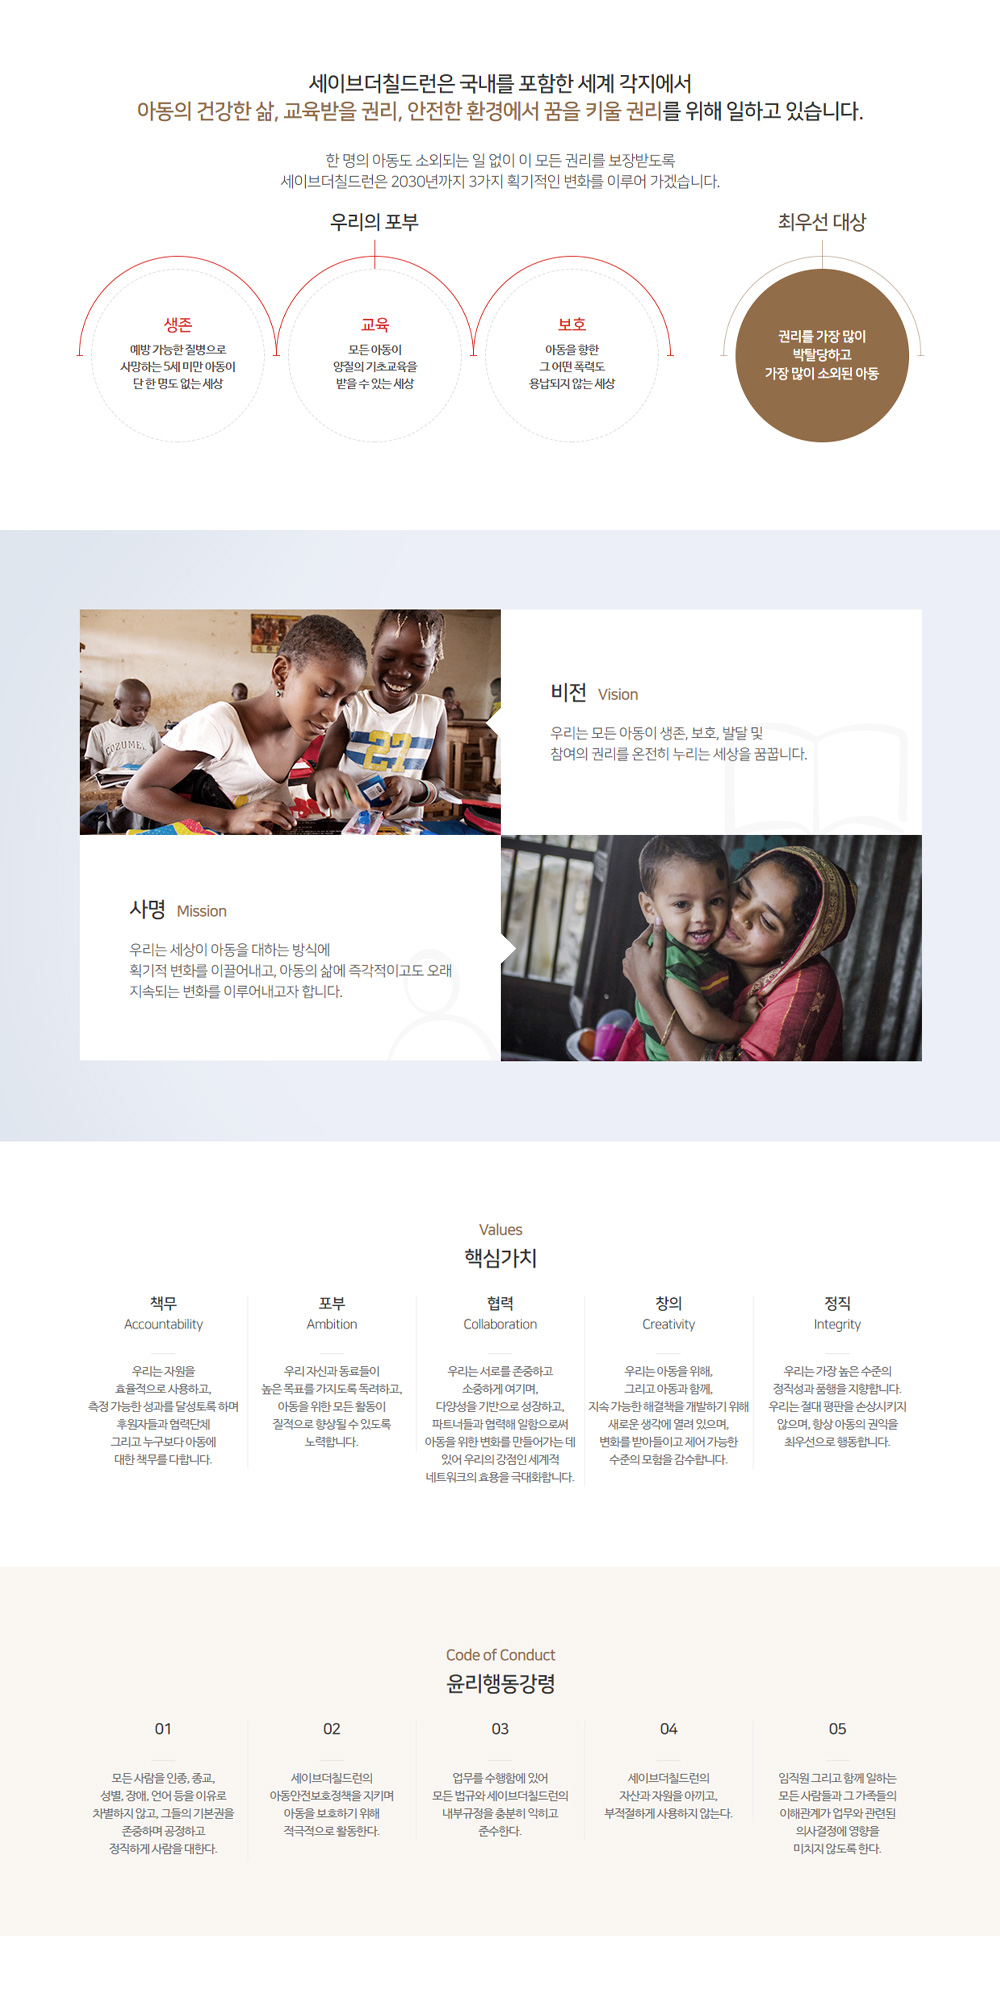 세이브더칠드런은 국내를 포함한 세계 각지에서
아동의 건강한 삶, 교육받을 권리, 안전한 환경에서 꿈을 키울 권리를 위해 일하고 있습니다.
한 명의 아동도 소외되는 일 없이 이 모든 권리를 보장받도록
세이브더칠드런은 2030년까지 3가지 획기적인 변화를 이루어 가겠습니다.
우리의 포부
생존
예방 가능한 질병으로
사망하는 5세 미만 아동이
단 한 명도 없는 세상
교육
모든 아동이
양질의 기초교육을
받을 수 있는 세상
보호
아동을 향한
그 어떤 폭력도
용납되지 않는 세상
최우선 대상
권리를 가장 많이
박탈당하고
가장 많이 소외된 아동
COZUMEL
27
비전 Vision
우리는 모든 아동이 생존, 보호, 발달 및
참여의 권리를 온전히 누리는 세상을 꿈꿉니다.
사명 Mission
우리는 세상이 아동을 대하는 방식에
획기적 변화를 이끌어내고, 아동의 삶에 즉각적이고도 오래
지속되는 변화를 이루어내고자 합니다.
Values
핵심가치
책무
Accountability
우리는 자원을
효율적으로 사용하고,
측정 가능한 성과를 달성토록 하며
후원자들과 협력단체
그리고 누구보다 아동에
대한 책무를 다합니다.
포부
Ambition
우리 자신과 동료들이
높은 목표를 가지도록 독려하고,
아동을 위한 모든 활동이
질적으로 향상될 수 있도록
노력합니다.
협력
Collaboration
우리는 서로를 존중하고
소중하게 여기며,
다양성을 기반으로 성장하고,
파트너들과 협력해 일함으로써
아동을 위한 변화를 만들어가는 데
있어 우리의 강점인 세계적
네트워크의 효용을 극대화합니다.
창의
Creativity
우리는 아동을 위해,
그리고 아동과 함께,
지속 가능한 해결책을 개발하기 위해
새로운 생각에 열려 있으며,
변화를 받아들이고 제어 가능한
수준의 모험을 감수합니다.
정직
Integrity
우리는 가장 높은 수준의
정직성과 품행을 지향합니다.
우리는 절대 평판을 손상시키지
않으며, 항상 아동의 권익을
최우선으로 행동합니다.
Code of Conduct
윤리행동강령
01
모든 사람을 인종, 종교,
성별, 장애, 언어 등을 이유로
차별하지 않고, 그들의 기본권을
존중하며 공정하고
정직하게 사람을 대한다.
02
세이브더칠드런의
아동안전보호정책을 지키며
아동을 보호하기 위해
적극적으로 활동한다.
03
업무를 수행함에 있어
모든 법규와 세이브더칠드런의
내부규정을 충분히 익히고
준수한다.
04
세이브더칠드런의
자산과 자원을 아끼고,
부적절하게 사용하지 않는다.
05
임직원 그리고 함께 일하는
모든 사람들과 그 가족들의
이해관계가 업무와 관련된
의사결정에 영향을
미치지 않도록 한다.